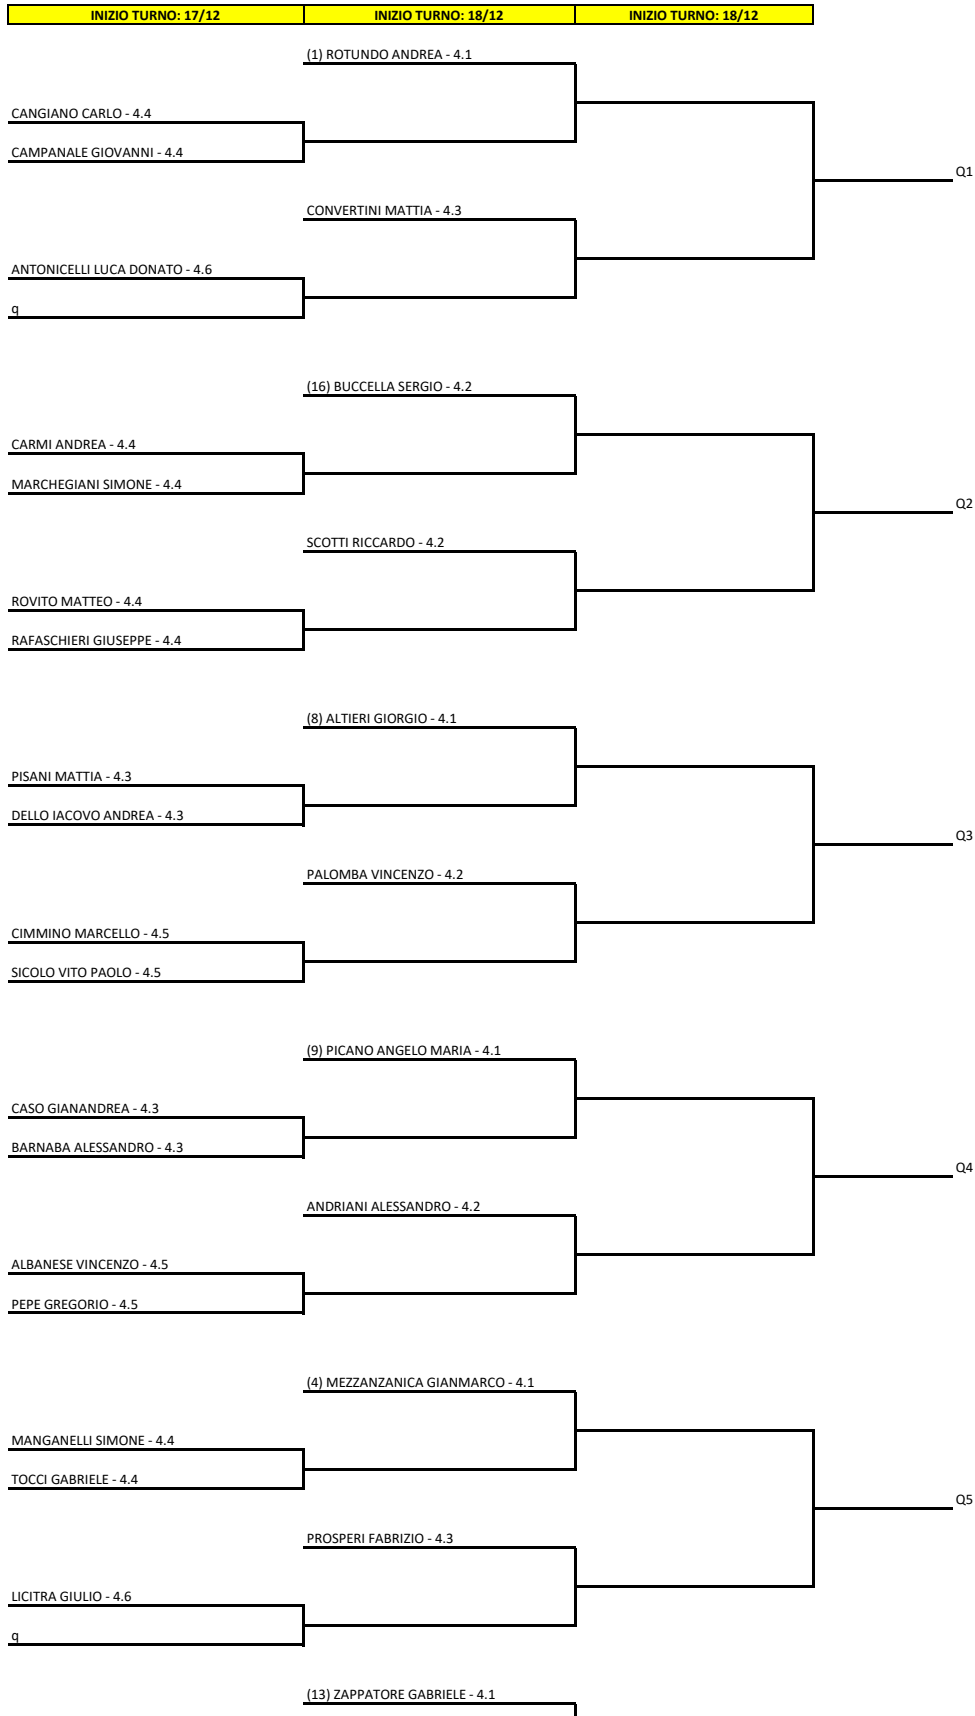 INIZIO TURNO: 17/12 INIZIO TURNO: 18/12 INIZIO TURNO: 18/12
(1) ROTUNDO ANDREA - 4.1
CANGIANO CARLO - 4.4
CAMPANALE GIOVANNI - 4.4
Q1
CONVERTINI MATTIA - 4.3
ANTONICELLI LUCA DONATO - 4.6
q
(16) BUCCELLA SERGIO - 4.2
CARMI ANDREA - 4.4
MARCHEGIANI SIMONE - 4.4
Q2
SCOTTI RICCARDO - 4.2
ROVITO MATTEO - 4.4
RAFASCHIERI GIUSEPPE - 4.4
(8) ALTIERI GIORGIO - 4.1
PISANI MATTIA - 4.3
DELLO IACOVO ANDREA - 4.3
Q3
PALOMBA VINCENZO - 4.2
CIMMINO MARCELLO - 4.5
SICOLO VITO PAOLO - 4.5
(9) PICANO ANGELO MARIA - 4.1
CASO GIANANDREA - 4.3
BARNABA ALESSANDRO - 4.3
Q4
ANDRIANI ALESSANDRO - 4.2
ALBANESE VINCENZO - 4.5
PEPE GREGORIO - 4.5
(4) MEZZANZANICA GIANMARCO - 4.1
MANGANELLI SIMONE - 4.4
TOCCI GABRIELE - 4.4
Q5
PROSPERI FABRIZIO - 4.3
LICITRA GIULIO - 4.6
q
(13) ZAPPATORE GABRIELE - 4.1